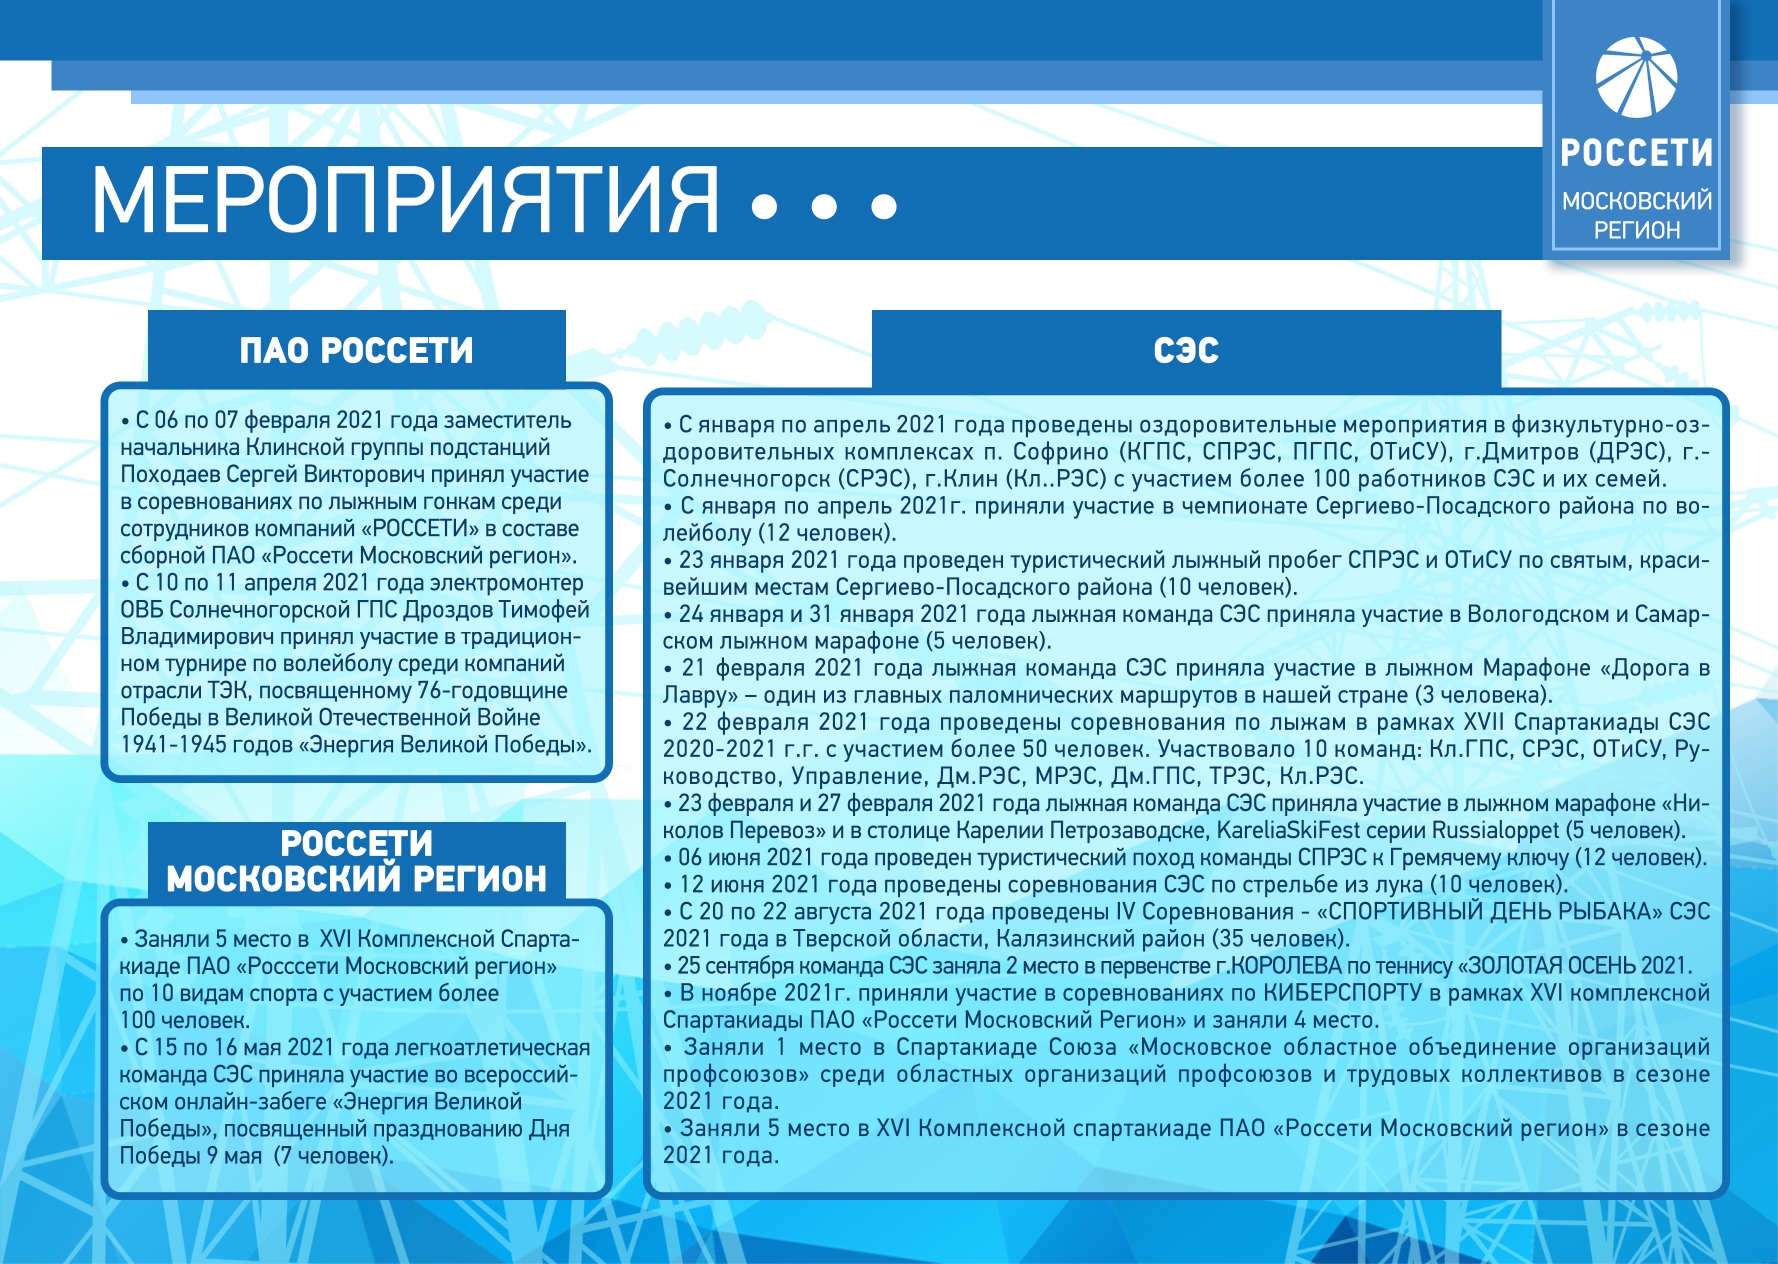 РОССЕТИ
МОСКОВСКИЙ
РЕГИОН
МЕРОПРИЯТИЯ • • •
ПАО РОССЕТИ
• С 06 по 07 февраля 2021 года заместитель
начальника Клинской группы подстанций
Походаев Сергей Викторович принял участие
в соревнованиях по лыжным гонкам среди
сотрудников компаний «РОССЕТИ» в составе
сборной ПАО «Россети Московский регион».
• С 10 по 11 апреля 2021 года электромонтер
ОВБ Солнечногорской ГПС Дроздов Тимофей
Владимирович принял участие в традицион-
ном турнире по волейболу среди компаний
отрасли ТЭК, посвященному 76-годовщине
Победы в Великой Отечественной Войне
1941-1945 годов «Энергия Великой Победы».
РОССЕТИ
МОСКОВСКИЙ РЕГИОН
• Заняли 5 место в  XVI Комплексной Спарта-
киаде ПАО «Росссети Московский регион»
по 10 видам спорта с участием более
100 человек.
• С 15 по 16 мая 2021 года легкоатлетическая
команда СЭС приняла участие во всероссий-
ском онлайн-забеге «Энергия Великой
Победы», посвященный празднованию Дня
Победы 9 мая  (7 человек).
СЭС
• С января по апрель 2021 года проведены оздоровительные мероприятия в физкультурно-оз-
доровительных комплексах п. Софрино (КГПС, СПРЭС, ПГПС, ОТиСУ), г.Дмитров (ДРЭС), г.-
Солнечногорск (СРЭС), г.Клин (Кл..РЭС) с участием более 100 работников СЭС и их семей.
• С января по апрель 2021г. приняли участие в чемпионате Сергиево-Посадского района по во-
лейболу (12 человек).
• 23 января 2021 года проведен туристический лыжный пробег СПРЭС и ОТиСУ по святым, краси-
вейшим местам Сергиево-Посадского района (10 человек).
• 24 января и 31 января 2021 года лыжная команда СЭС приняла участие в Вологодском и Самар-
ском лыжном марафоне (5 человек).
• 21 февраля 2021 года лыжная команда СЭС приняла участие в лыжном Марафоне «Дорога в
Лавру» – один из главных паломнических маршрутов в нашей стране (3 человека).
• 22 февраля 2021 года проведены соревнования по лыжам в рамках XVII Спартакиады СЭС
2020-2021 г.г. с участием более 50 человек. Участвовало 10 команд: Кл.ГПС, СРЭС, ОТиСУ, Ру-
ководство, Управление, Дм.РЭС, МРЭС, Дм.ГПС, ТРЭС, Кл.РЭС.
• 23 февраля и 27 февраля 2021 года лыжная команда СЭС приняла участие в лыжном марафоне «Ни-
колов Перевоз» и в столице Карелии Петрозаводске, KareliaSkiFest серии Russialoppet (5 человек).
• 06 июня 2021 года проведен туристический поход команды СПРЭС к Гремячему ключу (12 человек).
• 12 июня 2021 года проведены соревнования СЭС по стрельбе из лука (10 человек).
• С 20 по 22 августа 2021 года проведены IV Соревнования - «СПОРТИВНЫЙ ДЕНЬ РЫБАКА» СЭС
2021 года в Тверской области, Калязинский район (35 человек).
• 25 сентября команда СЭС заняла 2 место в первенстве г.КОРОЛЕВА по теннису «ЗОЛОТАЯ ОСЕНЬ 2021.
• В ноябре 2021г. приняли участие в соревнованиях по КИБЕРСПОРТУ в рамках XVI комплексной
Спартакиады ПАО «Россети Московский Регион» и заняли 4 место.
• Заняли 1 место в Спартакиаде Союза «Московское областное объединение организаций
профсоюзов» среди областных организаций профсоюзов и трудовых коллективов в сезоне
2021 года.
• Заняли 5 место в XVI Комплексной спартакиаде ПАО «Россети Московский регион» в сезоне
2021 года.